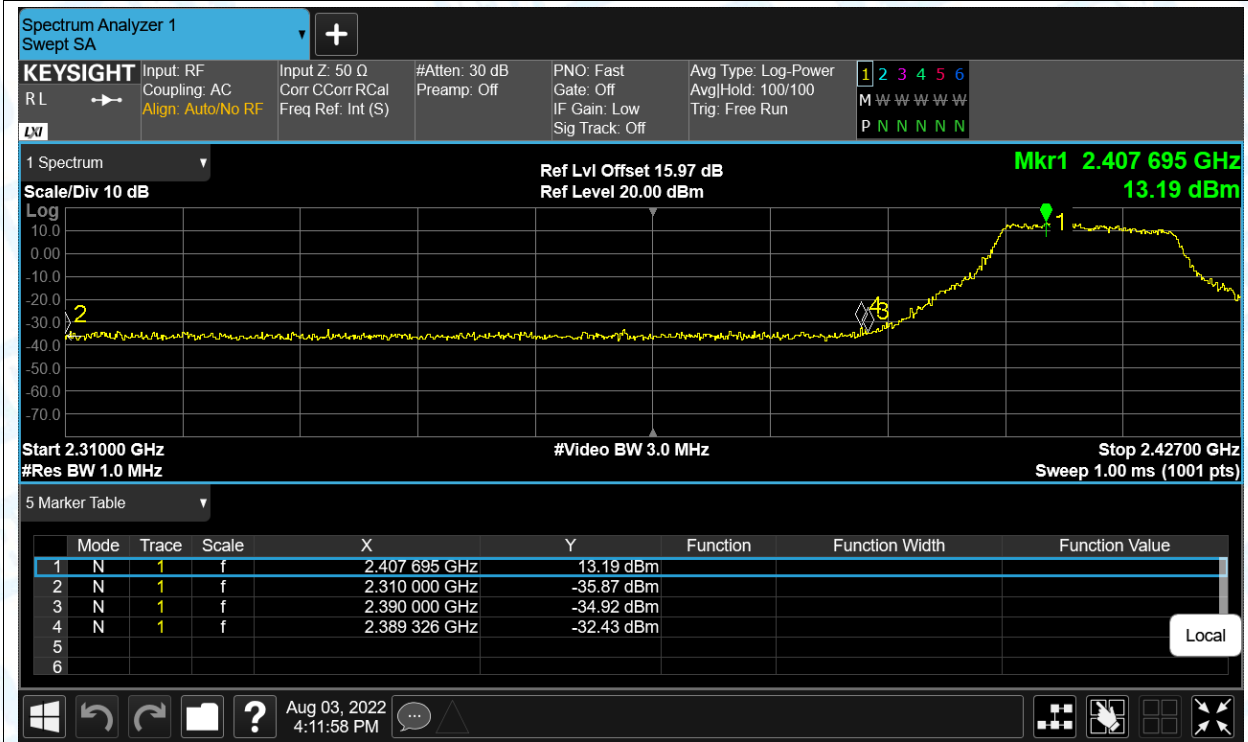 Spectrum Analyzer 1
Swept SA
KEYSIGHT
R L
LXI
Input: RF
Coupling: AC
Align: Auto/No RF
Input Z: 50 Ω
Corr CCorr RCal
Freq Ref: Int (S)
#Atten: 30 dB
Preamp: Off
PNO: Fast
Gate: Off
IF Gain: Low
Sig Track: Off
Avg Type: Log-Power
Avg|Hold: 100/100
Trig: Free Run
1 2 3 4 5 6
M W W W W W
P N N N N N
1 Spectrum
Scale/Div 10 dB
Ref Lvl Offset 15.97 dB
Ref Level 20.00 dBm
Mkr1 2.407 695 GHz
13.19 dBm
Log
10.0
0.00
-10.0
-20.0
-30.0
-40.0
-50.0
-60.0
-70.0
2
4
3
1
Start 2.31000 GHz
#Video BW 3.0 MHz
Stop 2.42700 GHz
#Res BW 1.0 MHz
Sweep 1.00 ms (1001 pts)
5 Marker Table
Mode Trace Scale X Y Function Function Width Function Value
1 N 1 f 2.407 695 GHz 13.19 dBm
2 N 1 f 2.310 000 GHz -35.87 dBm
3 N 1 f 2.390 000 GHz -34.92 dBm
4 N 1 f 2.389 326 GHz -32.43 dBm
5
6
Local
?
Aug 03, 2022
4:11:58 PM